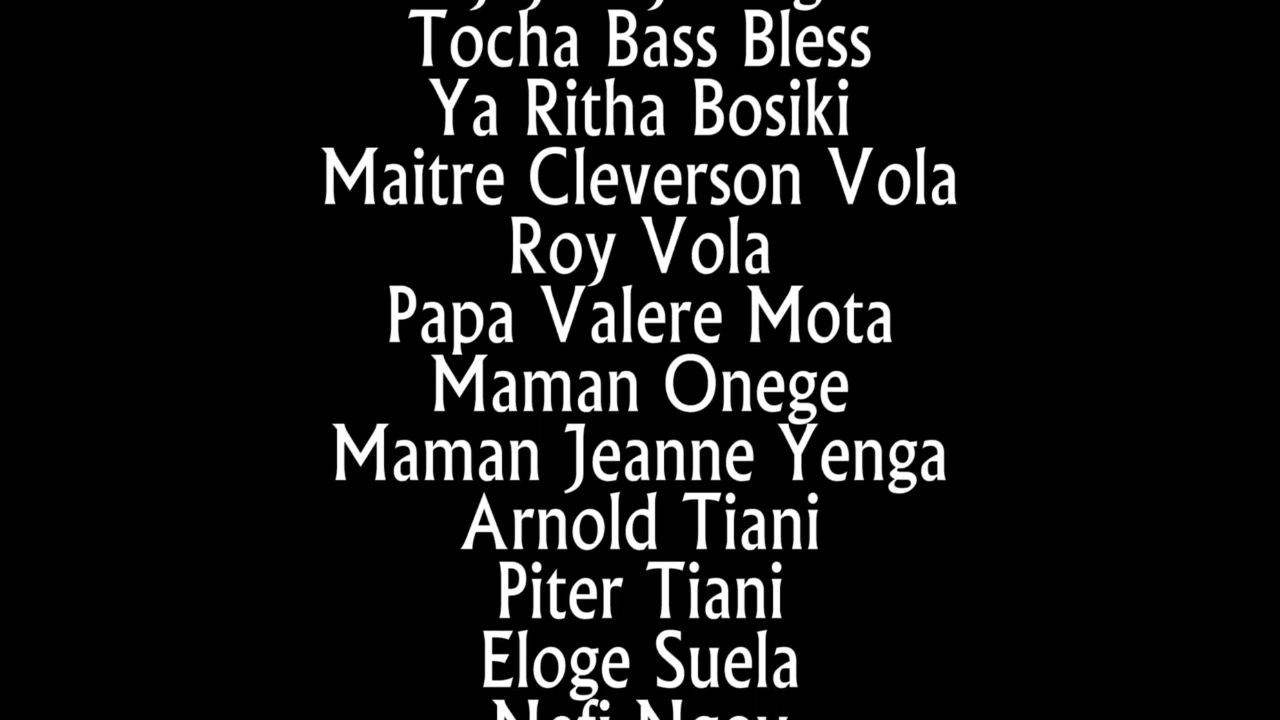 Tocha Bass Bless
Ya Ritha Bosiki
Maitre Cleverson Vola
Roy Vola
Papa Valere Mota
Maman Onege
Maman Jeanne Yenga
Arnold Tiani
Piter Tiani
Eloge Suela